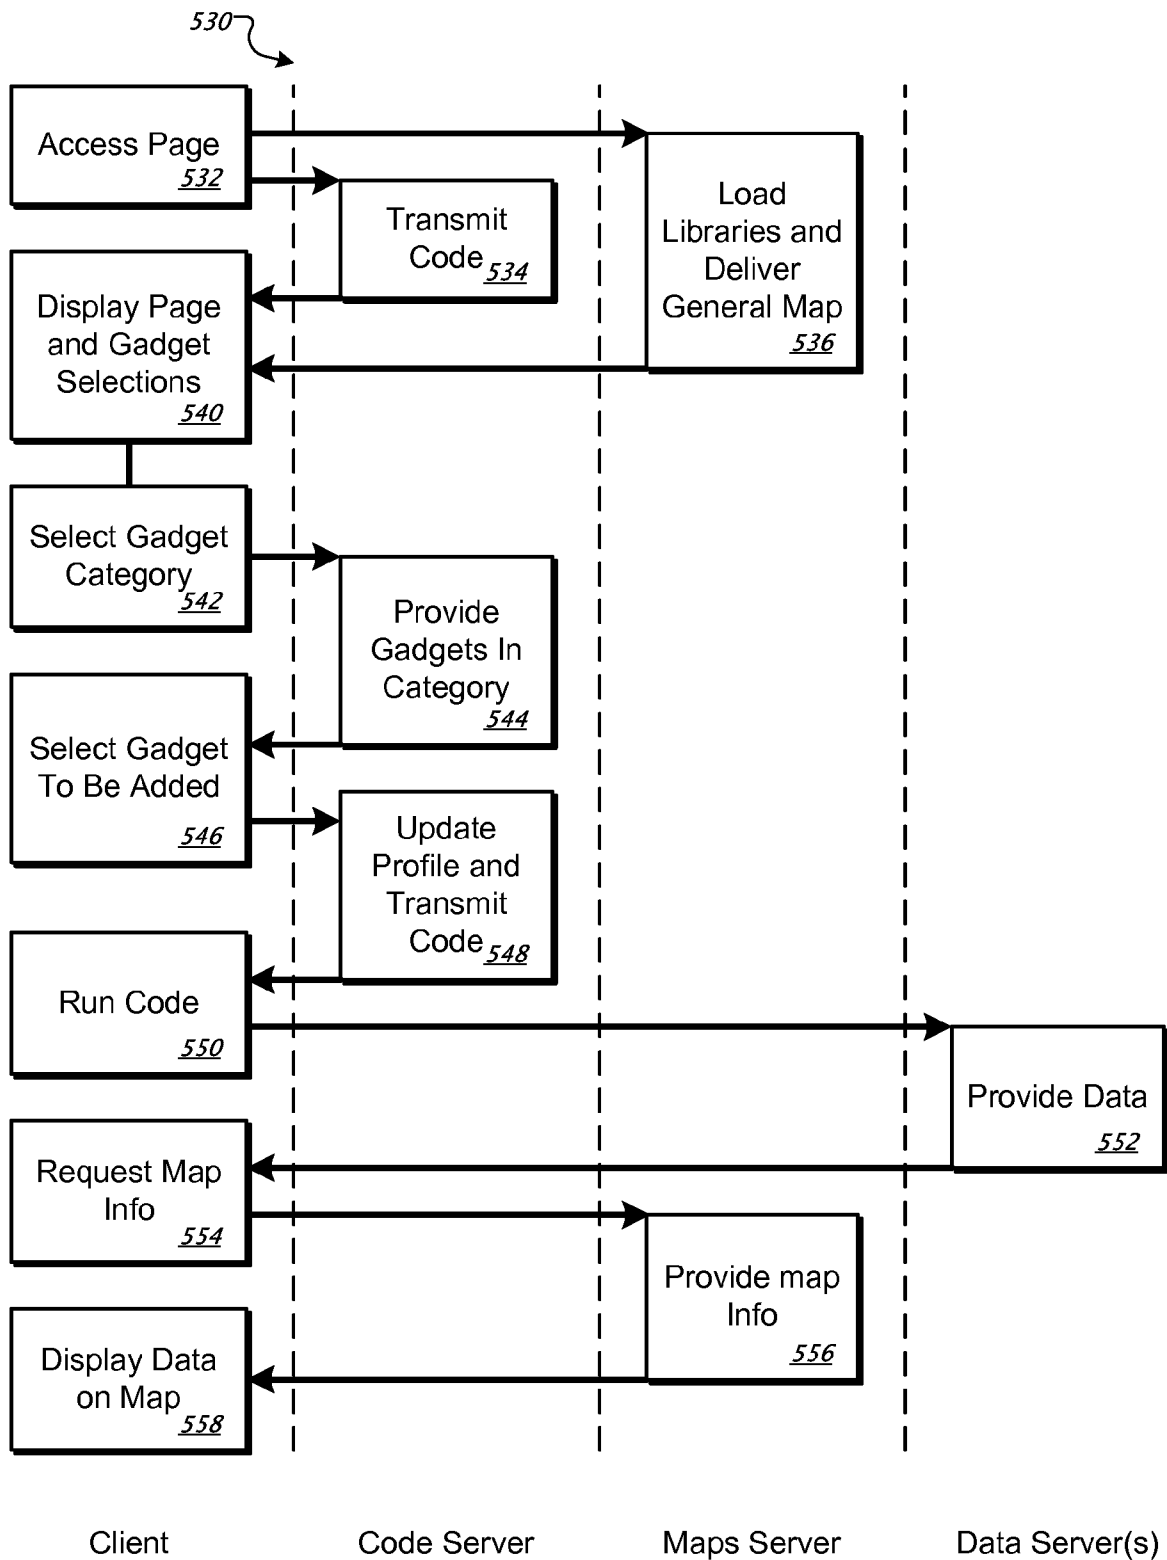 530
Access Page
532
Transmit
Code
534
Load
Libraries and
Deliver
General Map
536
Display Page
and Gadget
Selections
540
Select Gadget
Category
542
Provide
Gadgets In
Category
544
Select Gadget
To Be Added
546
Update
Profile and
Transmit
Code
548
Run Code
550
Provide Data
552
Request Map
Info
554
Provide map
Info
556
Display Data
on Map
558
Client
Code Server
Maps Server
Data Server(s)